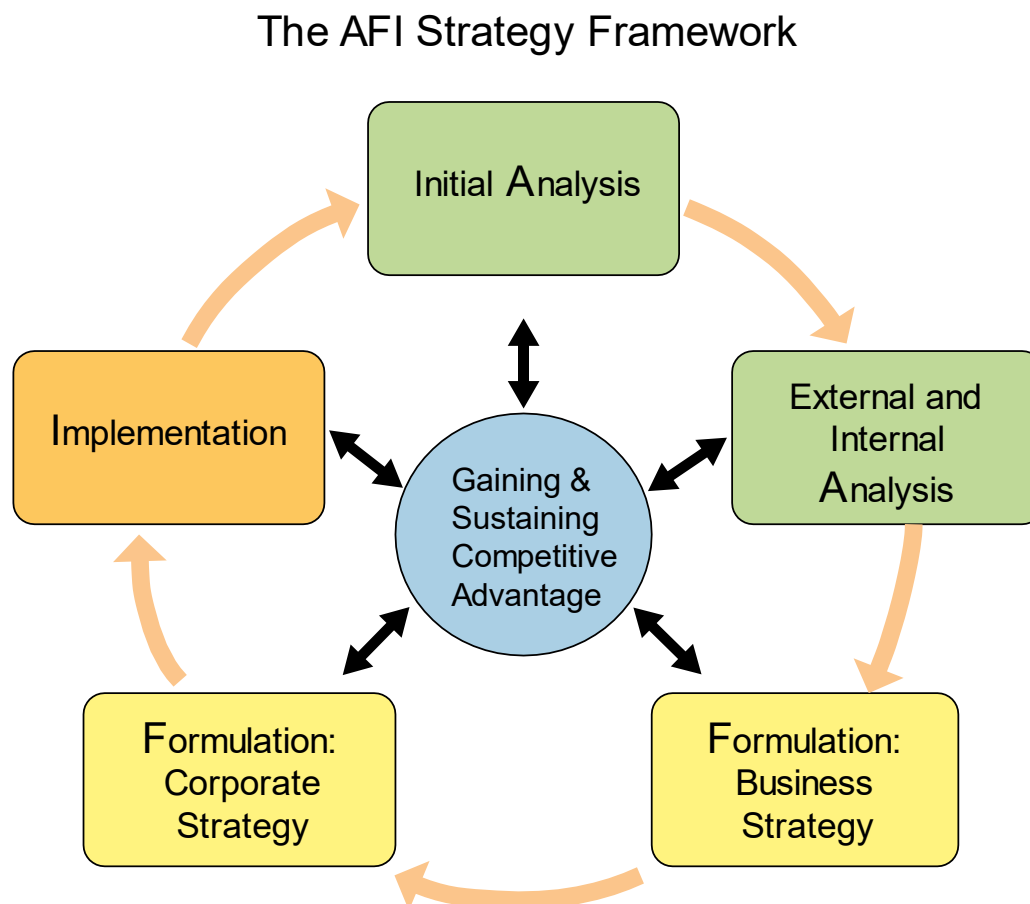 The AFI Strategy Framework
Initial Analysis
Implementation
External and
Internal
Analysis
Gaining &
Sustaining
Competitive
Advantage
Formulation:
Corporate
Strategy
Formulation:
Business
Strategy